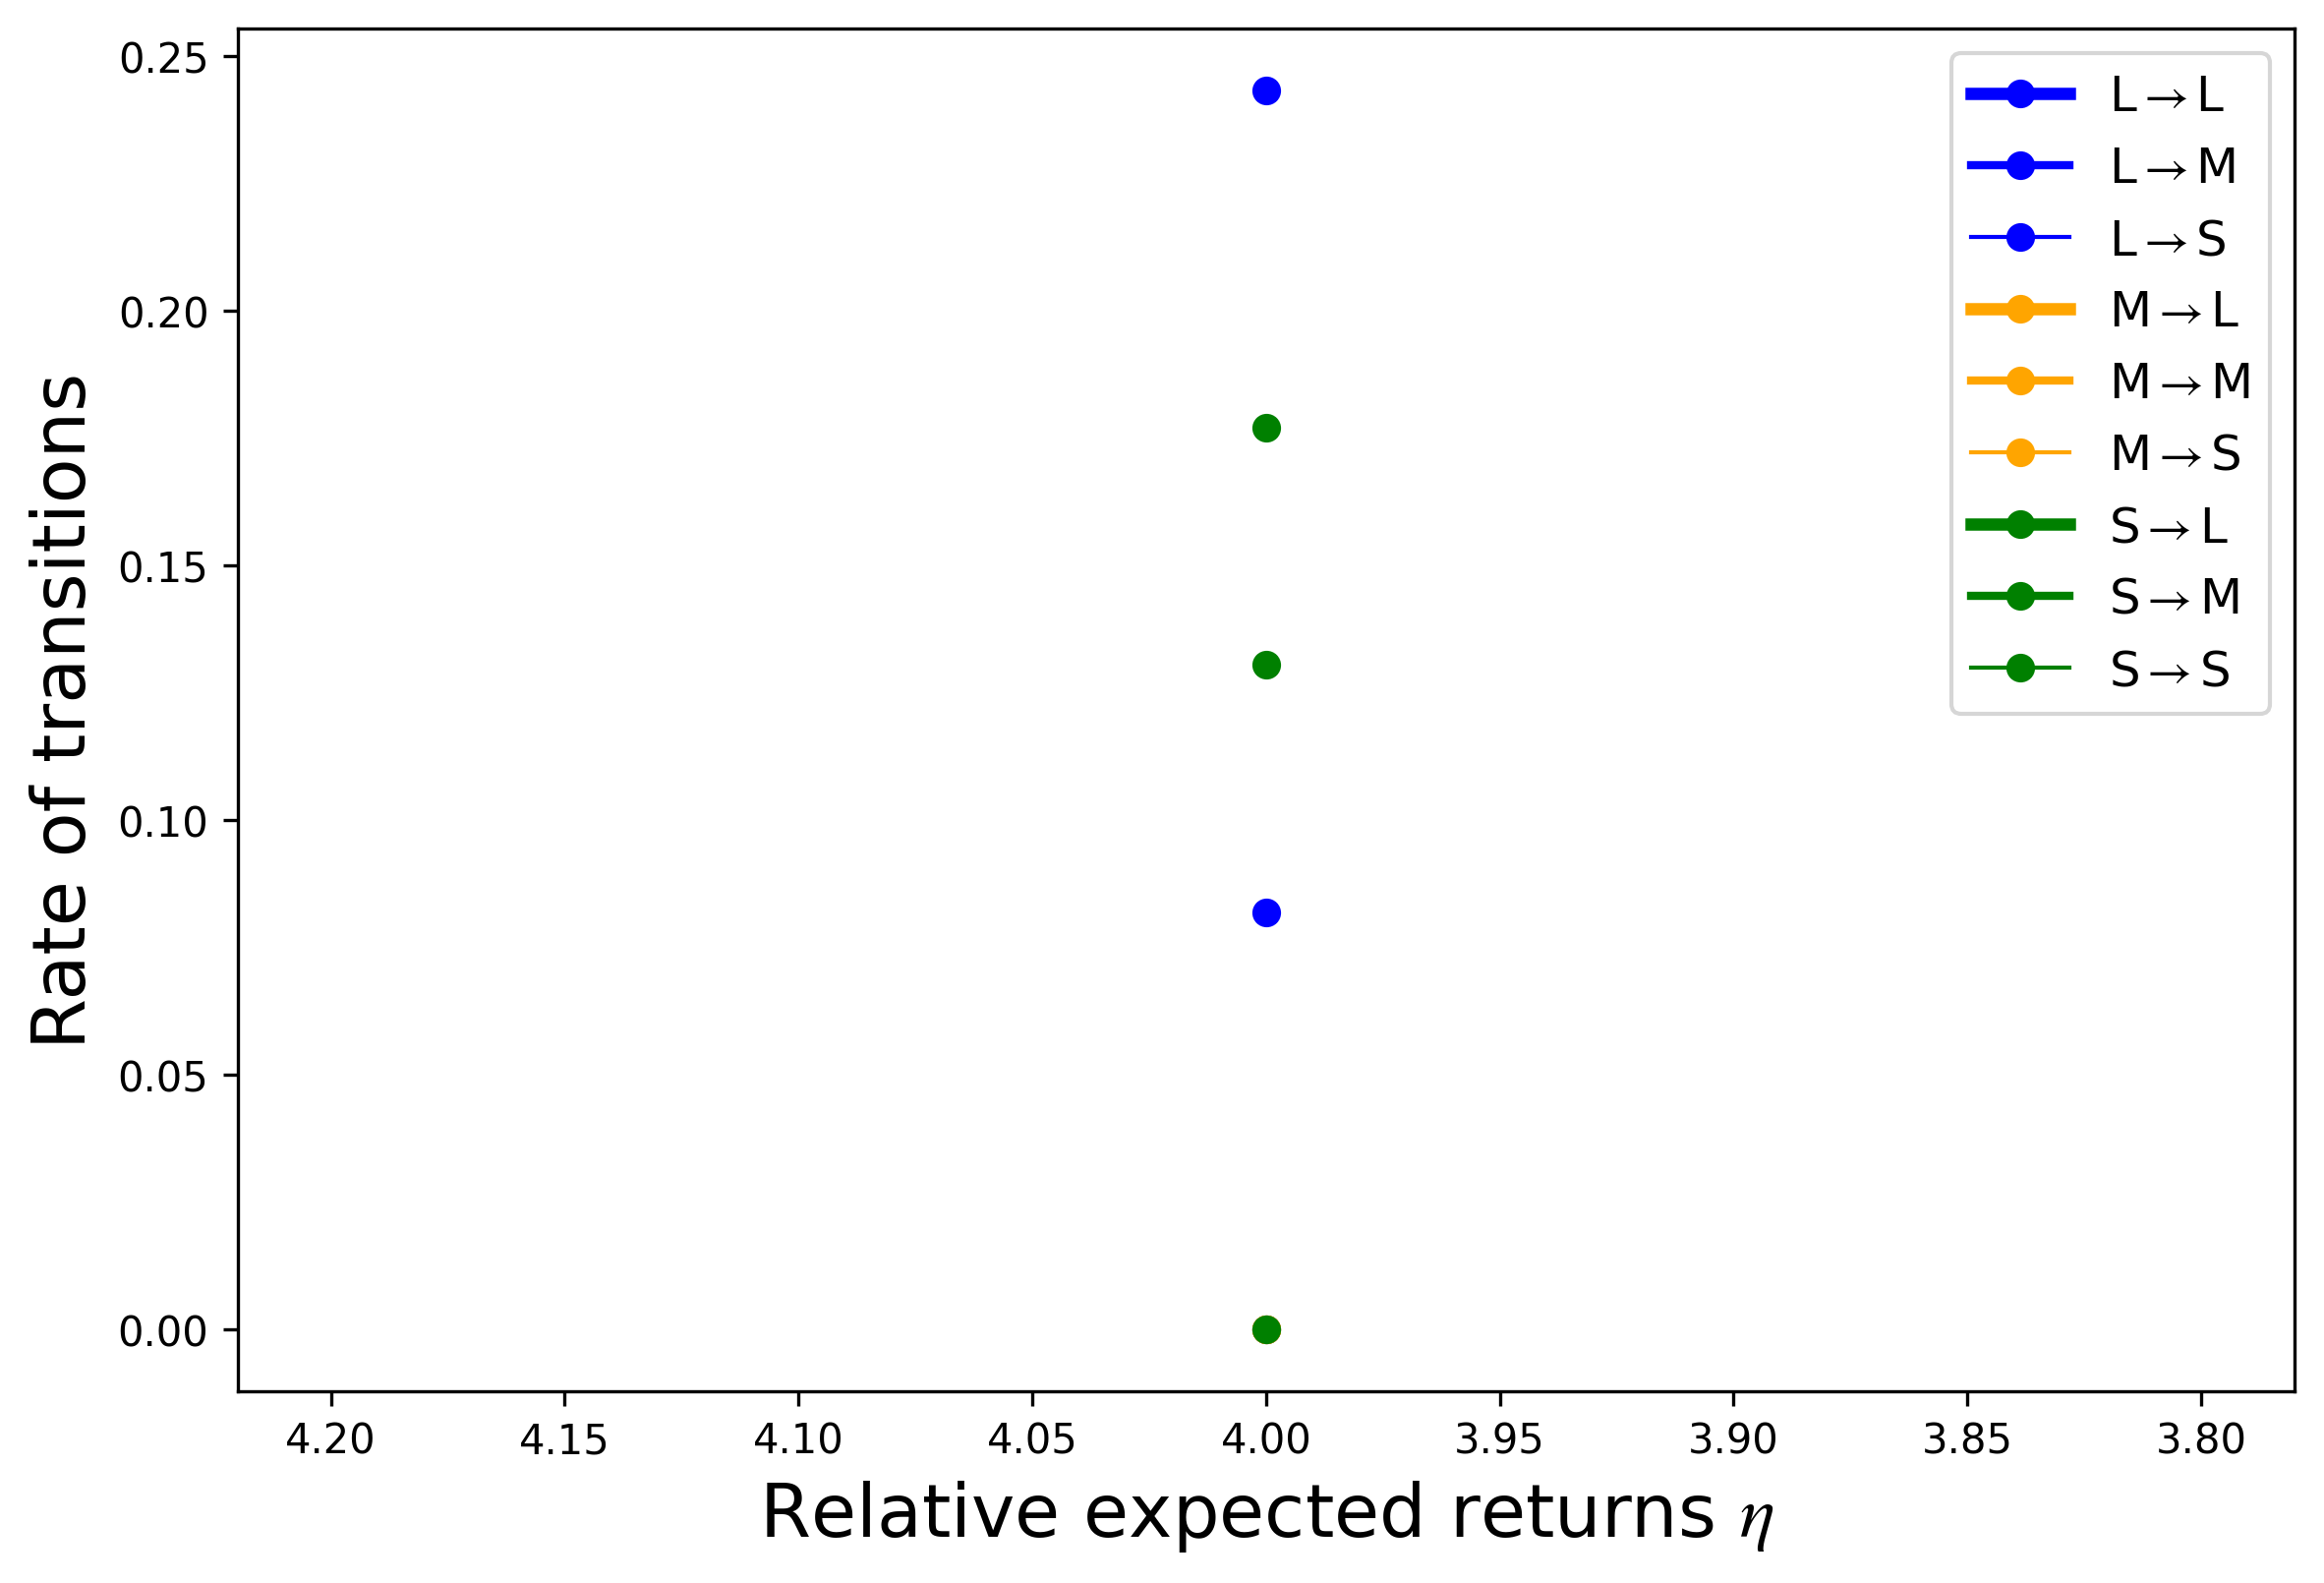 Rate of transitions
0.25
0.20
0.15
0.10
0.05
0.00
L→L
L→M
L→S
M→L
M→M
M→S
S→L
S→M
S→S
4.20 4.15 4.10 4.05 4.00 3.95 3.90 3.85 3.80
Relative expected returns η